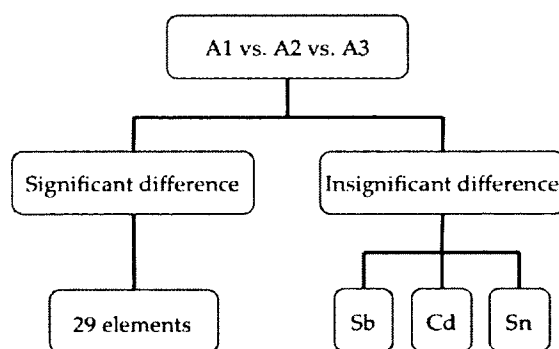 A1 vs. A2 vs. A3
Significant difference
Insignificant difference
29 elements
Sb
Cd
Sn